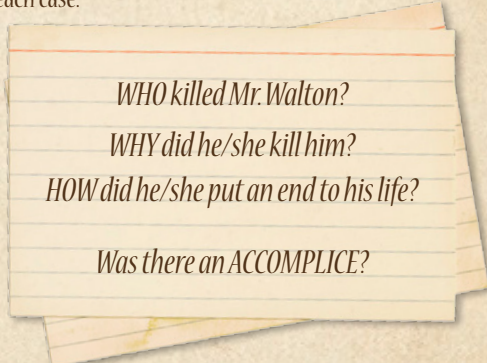 each case.
WHO killed Mr. Walton?
WHY did he/she kill him?
HOW did he/she put an end to his life?
Was there an ACCOMPLICE?